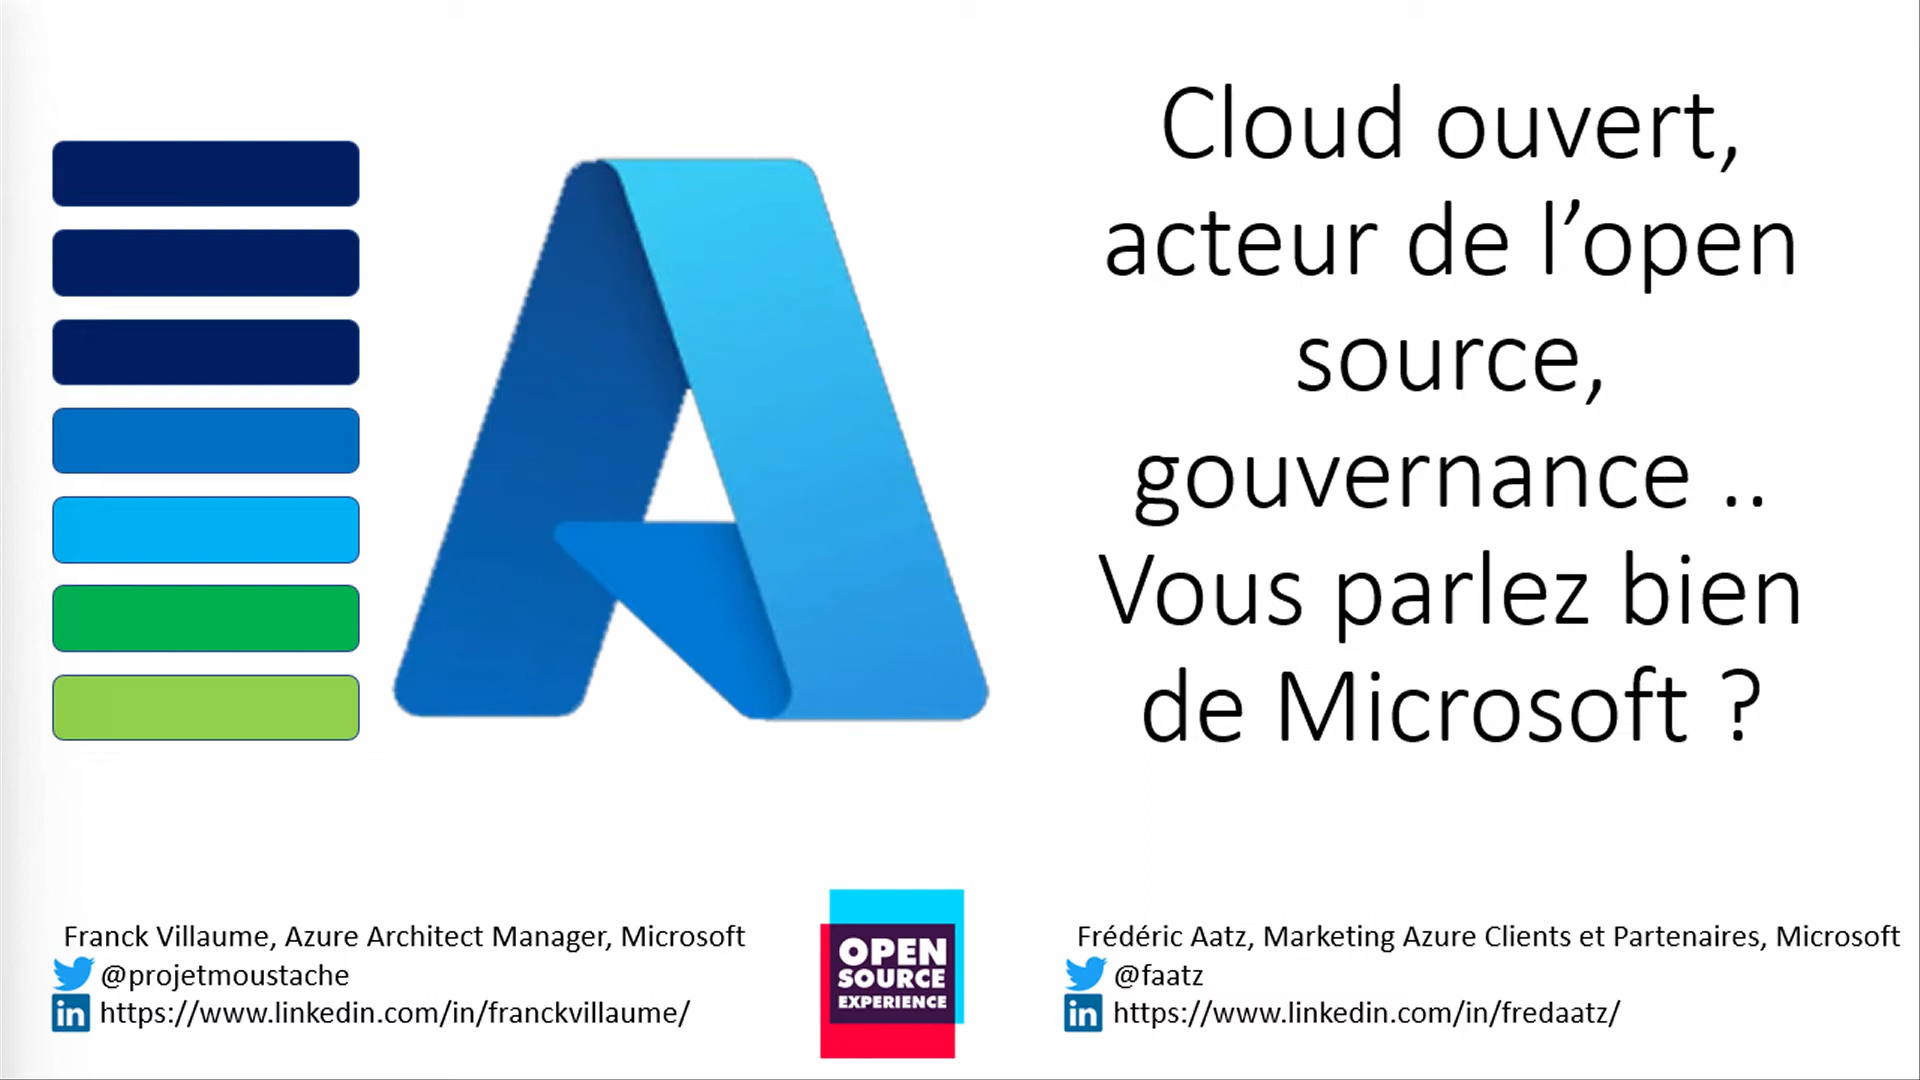 Cloud ouvert,
acteur de l’open
source,
gouvernance ..
Vous parlez bien
de Microsoft ?
Franck Villaume, Azure Architect Manager, Microsoft
@projetmoustache
in https://www.linkedin.com/in/franckvillaume/
OPEN
SOURCE
EXPERIENCE
Frédéric Aatz, Marketing Azure Clients et Partenaires, Microsoft
@faatz
in https://www.linkedin.com/in/fredaatz/